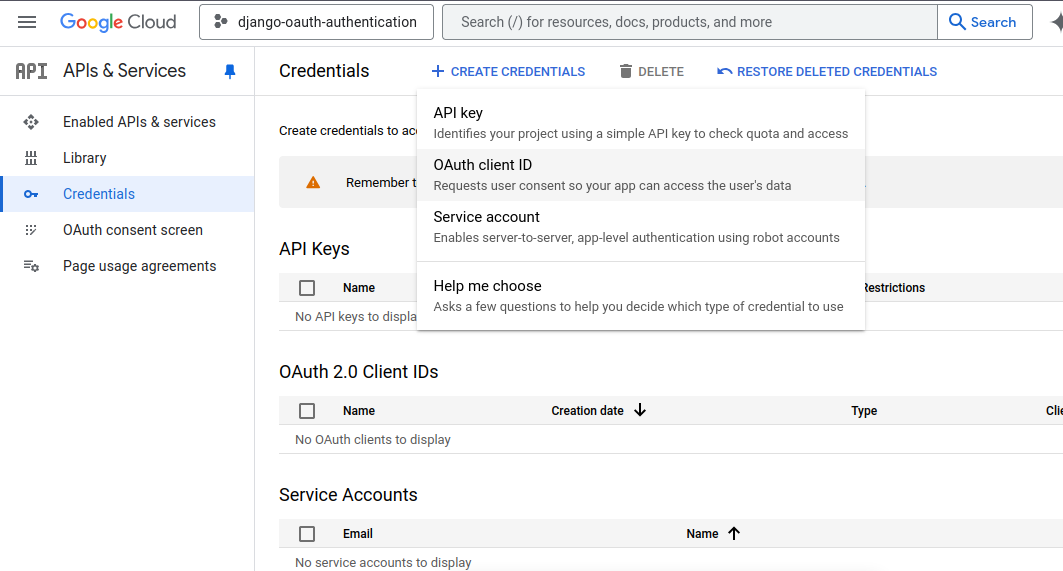 Google Cloud
django-oauth-authentication
Search (/) for resources, docs, products, and more
Search
API
APIs & Services
Credentials
CREATE CREDENTIALS
DELETE
RESTORE DELETED CREDENTIALS
Enabled APIs & services
Library
Credentials
OAuth consent screen
Page usage agreements
Create credentials to
API key
Identifies your project using a simple API key to check quota and access
Remember
OAuth client ID
Requests user consent so your app can access the user's data
Service account
Enables server-to-server, app-level authentication using robot accounts
Help me choose
Asks a few questions to help you decide which type of credential to use
API Keys
Name
Restrictions
No API keys to displa
OAuth 2.0 Client IDs
Name
Creation date
Type
Clie
No OAuth clients to display
Service Accounts
Email
Name
No service accounts to display